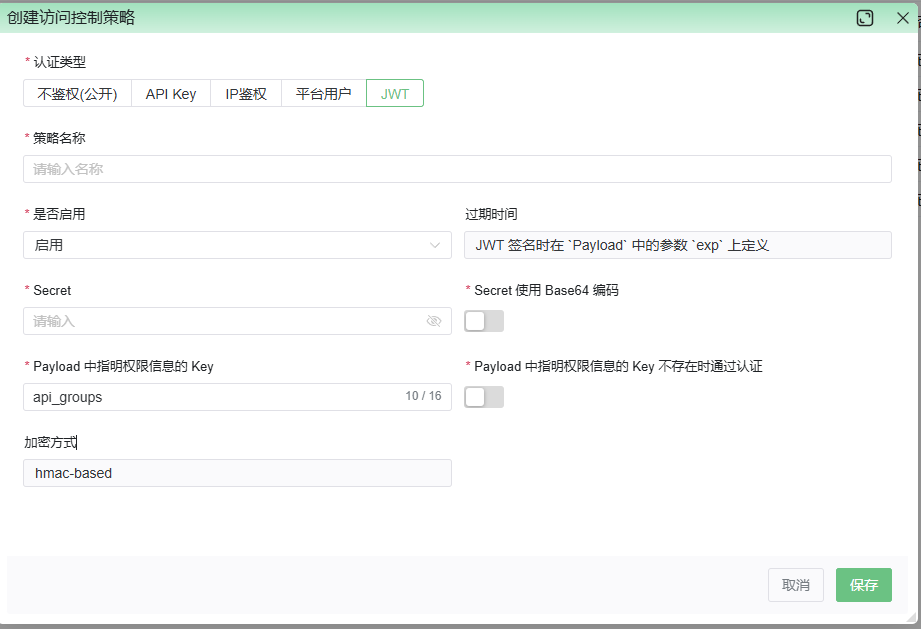 创建访问控制策略
* 认证类型
不鉴权(公开) API Key IP鉴权 平台用户 JWT
* 策略名称
请输入名称
* 是否启用 过期时间
启用 JWT 签名时在 `Payload` 中的参数 `exp` 上定义
* Secret * Secret 使用 Base64 编码
请输入
* Payload 中指明权限信息的 Key * Payload 中指明权限信息的 Key 不存在时通过认证
api_groups 10 / 16
加密方式
hmac-based
取消 保存